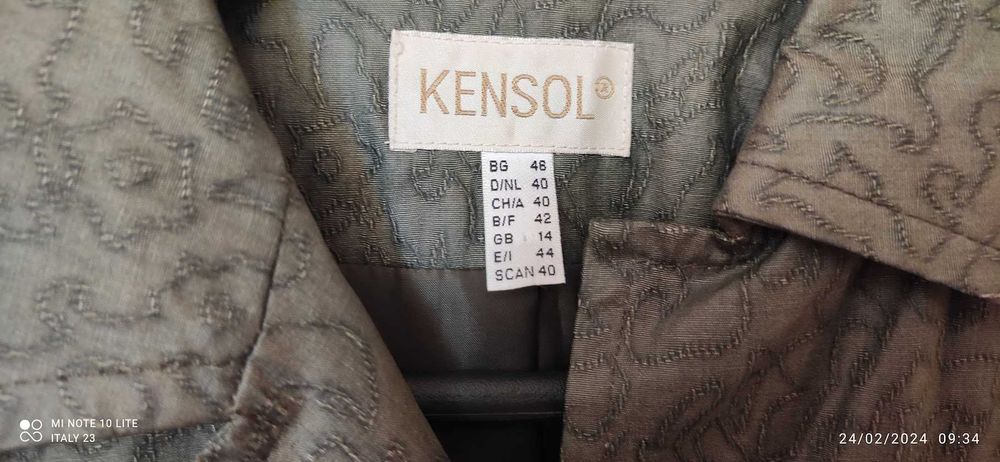 KENSOL®
BG 48
D/NL 40
CH/A 40
B/F 42
GB 14
E/I 44
SCAN 40
MI NOTE 10 LITE
ITALY 23
24/02/2024 09:34